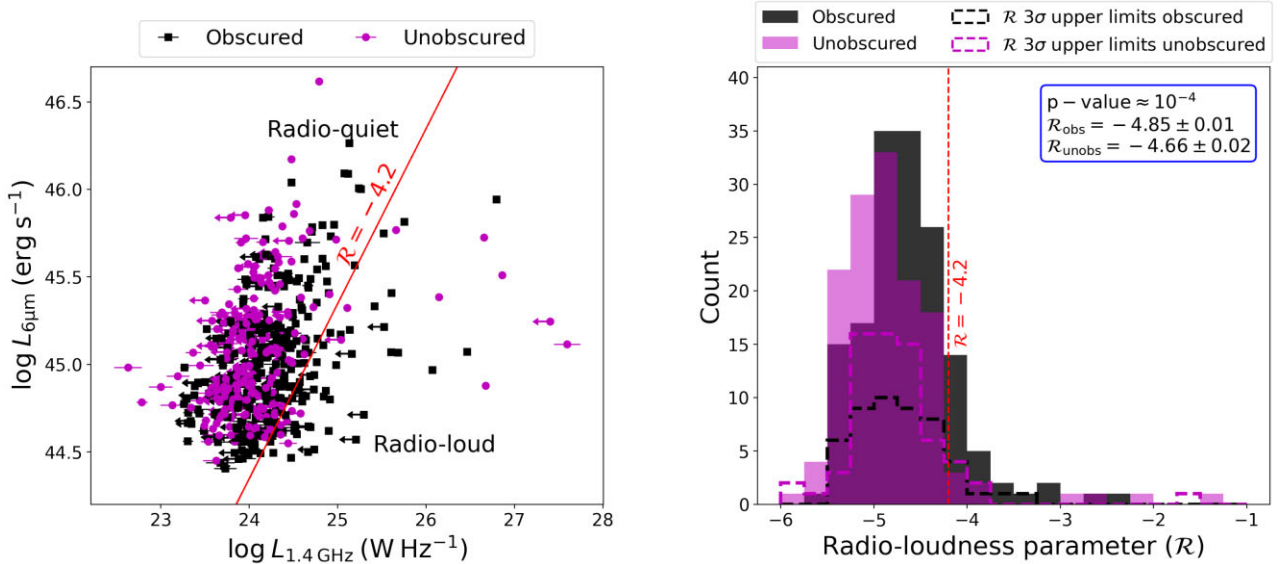 Obscured
Unobscured
46.5
46.0
45.5
45.0
44.5
log L6μm (erg s−1)
Radio-quiet
R = − 4.2
Radio-loud
23
24
25
26
27
28
log L1.4 GHz (W Hz−1)
Obscured
Unobscured
R 3σ upper limits obscured
R 3σ upper limits unobscured
p − value ≈ 10−4
Robs = − 4.85 ± 0.01
Runobs = − 4.66 ± 0.02
40
35
30
25
20
15
10
5
0
Count
R = − 4.2
−6
−5
−4
−3
−2
−1
Radio-loudness parameter (R)